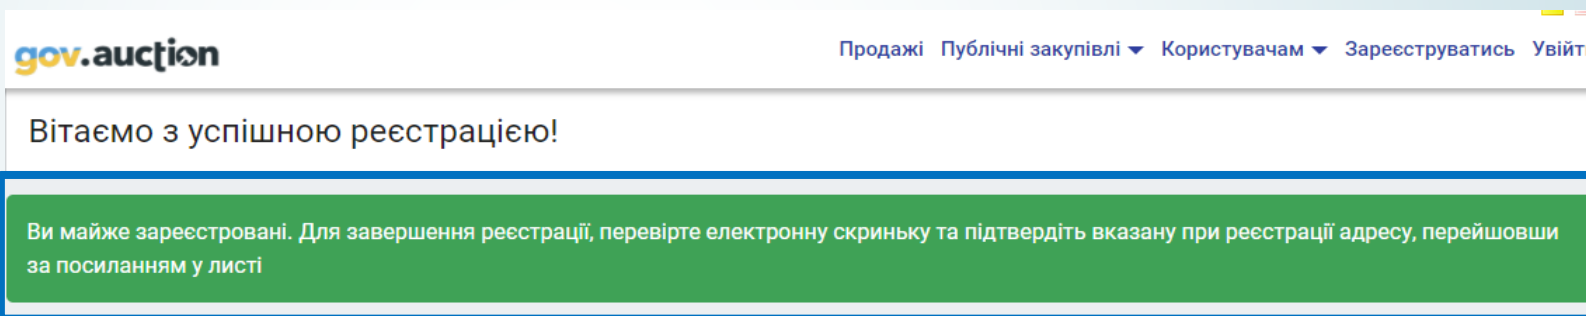 gov.auction
Продажі Публічні закупівлі Користувачам Зареєструватись Увійти
Вітаємо з успішною реєстрацією!
Ви майже зареєстровані. Для завершення реєстрації, перевірте електронну скриньку та підтвердіть вказану при реєстрації адресу, перейшовши
за посиланням у листі